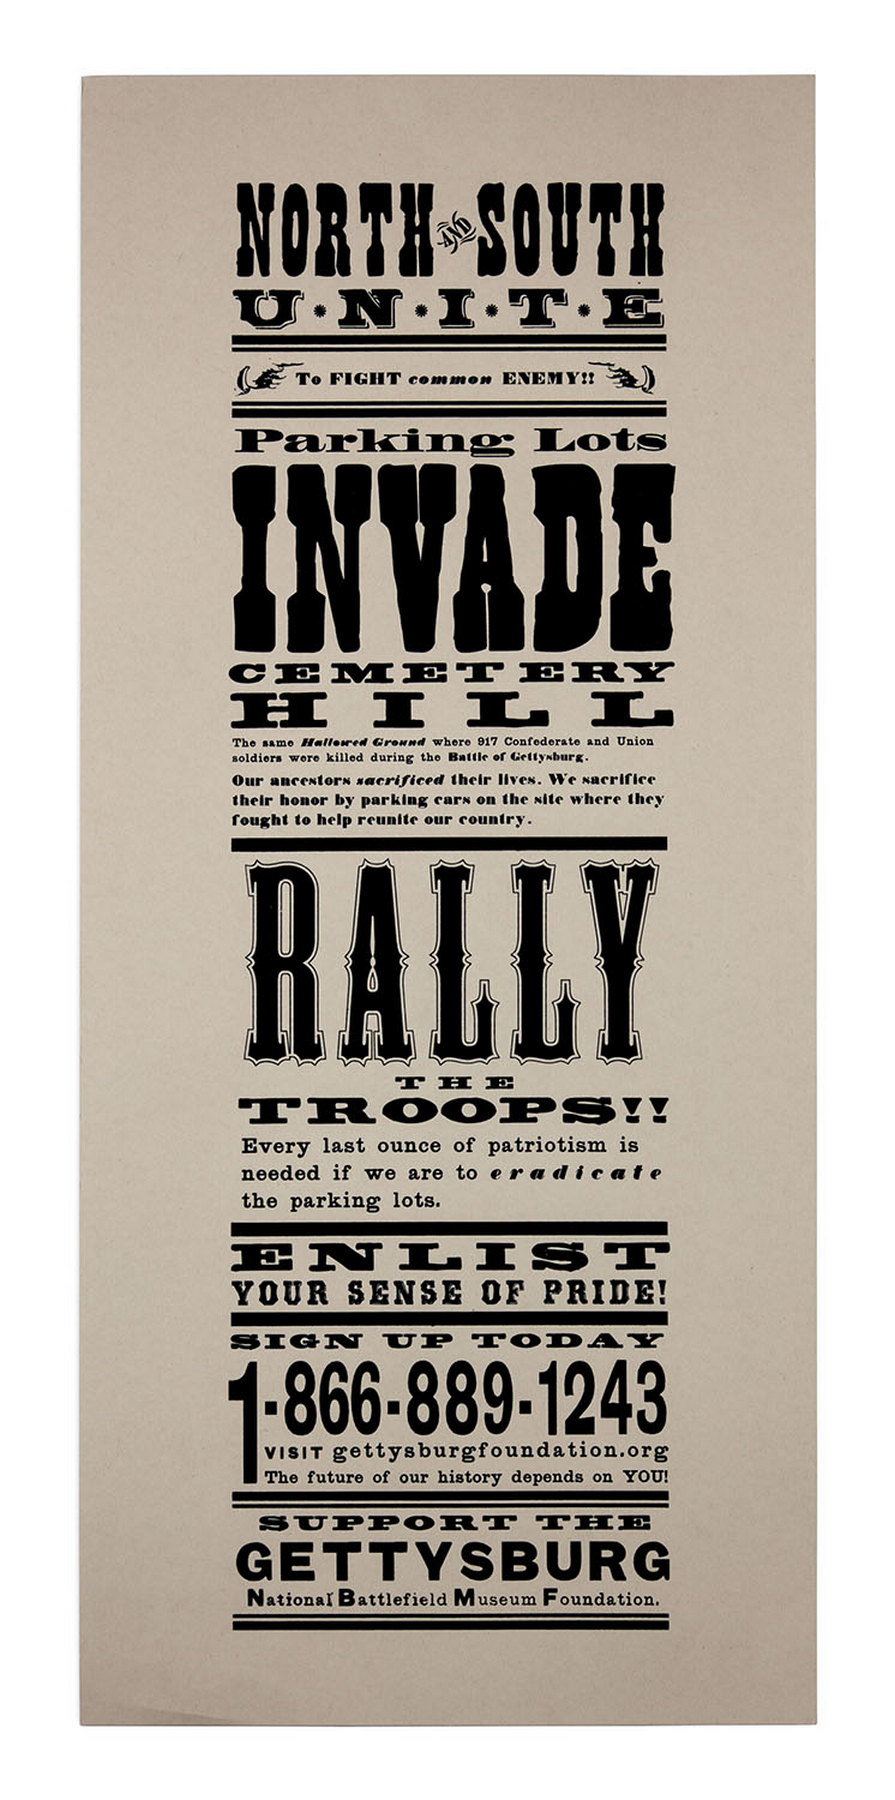 NORTH AND SOUTH
U·N·I·T·E
To FIGHT common ENEMY!!
Parking Lots
INVADE
CEMETERY
HILL
The same Hallowed Ground where 917 Confederate and Union
soldiers were killed during the Battle of Gettysburg.
Our ancestors sacrificed their lives. We sacrifice
their honor by parking cars on the site where they
fought to help reunite our country.
RALLY
THE
TROOPS!!
Every last ounce of patriotism is
needed if we are to eradicate
the parking lots.
ENLIST
YOUR SENSE OF PRIDE!
SIGN UP TODAY
1-866-889-1243
VISIT gettysburgfoundation.org
The future of our history depends on YOU!
SUPPORT THE
GETTYSBURG
National Battlefield Museum Foundation.